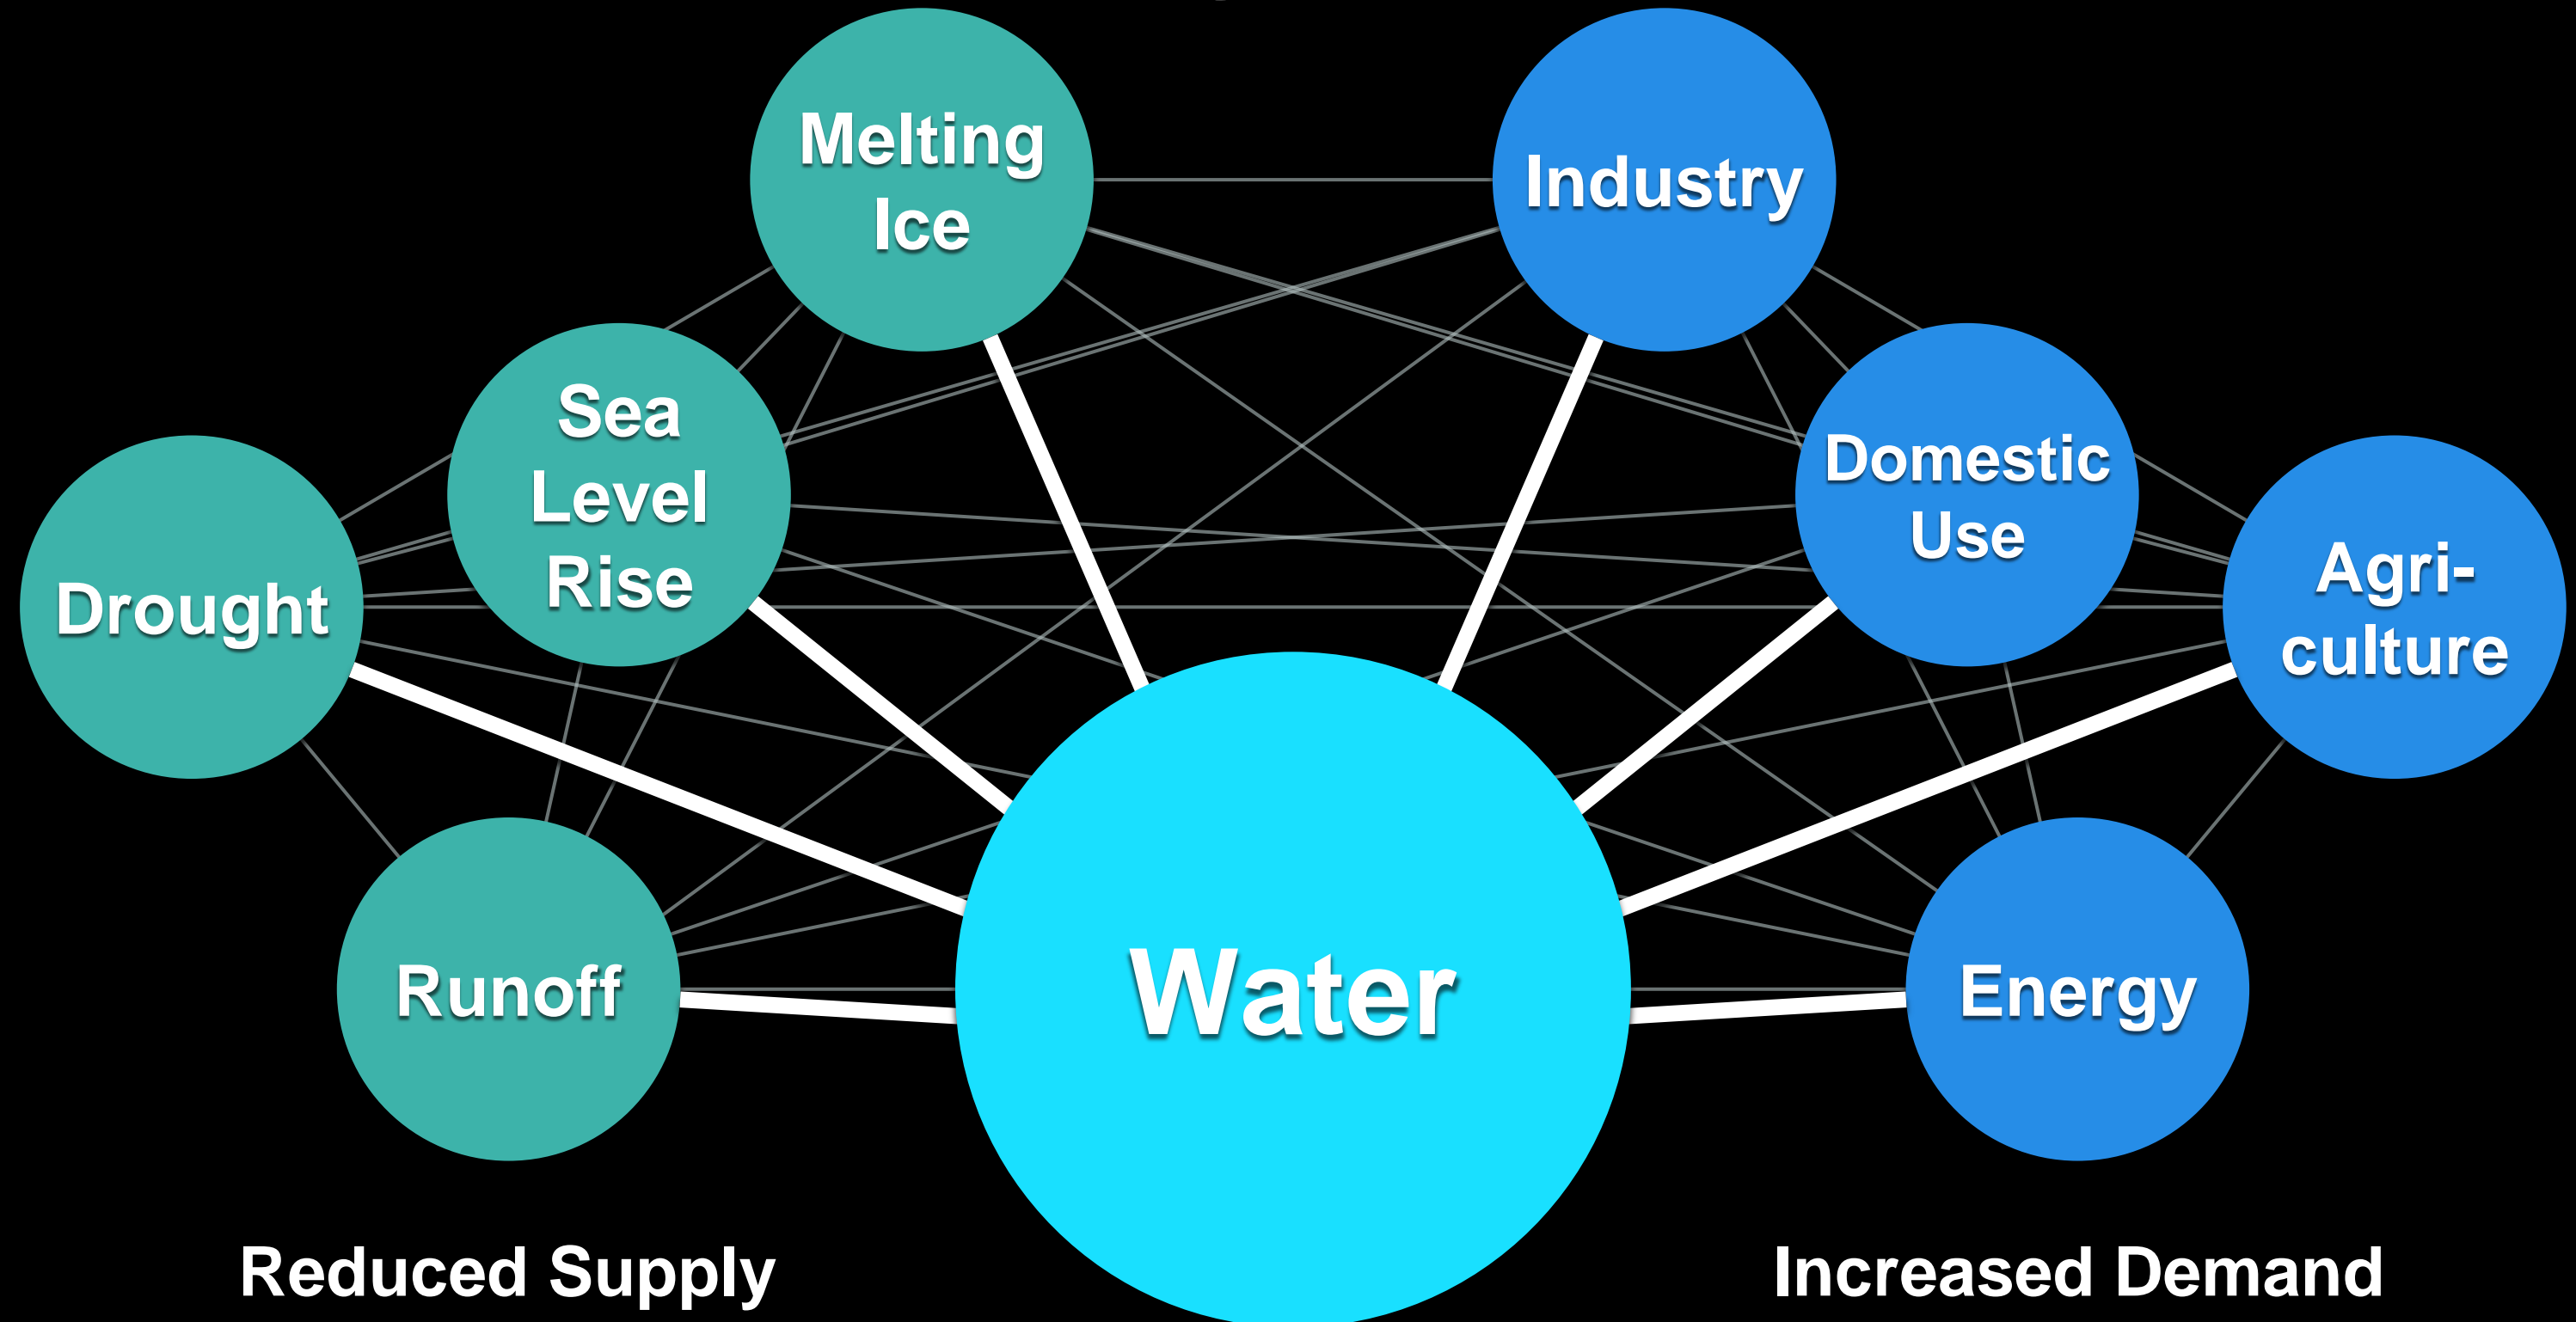 Melting
Ice
Industry
Sea
Level
Rise
Domestic
Use
Drought
Agri-
culture
Runoff
Water
Energy
Reduced Supply
Increased Demand